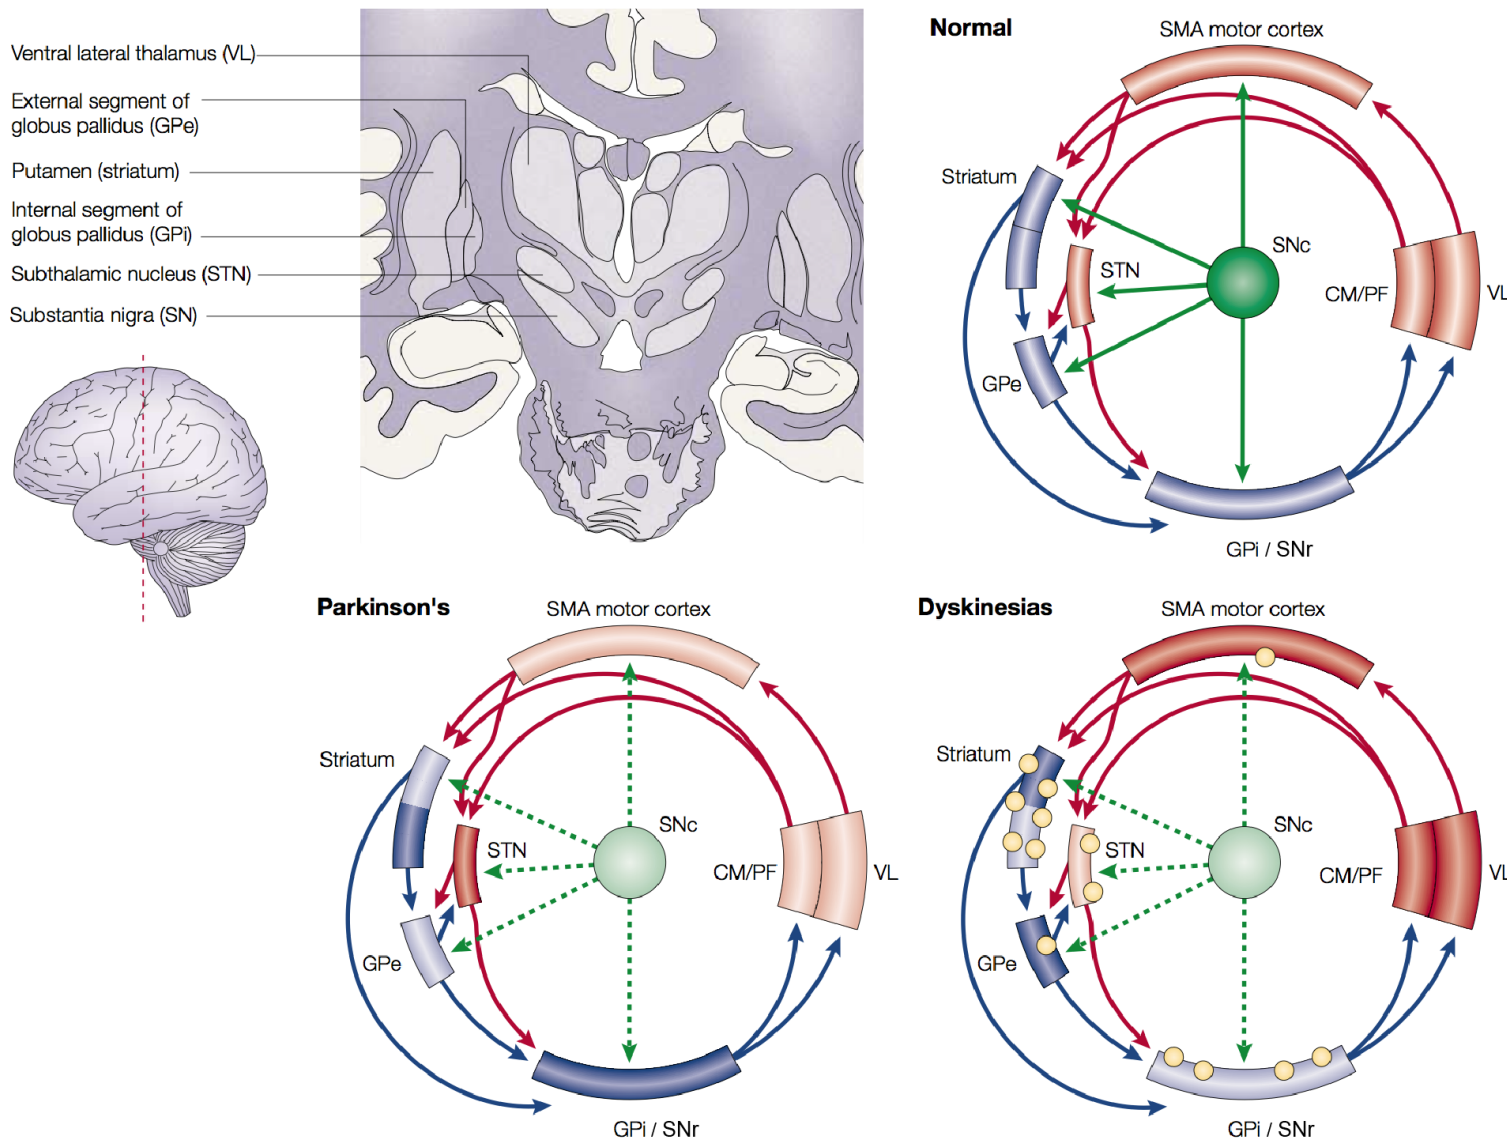 Ventral lateral thalamus (VL)
External segment of
globus pallidus (GPe)
Putamen (striatum)
Internal segment of
globus pallidus (GPi)
Subthalamic nucleus (STN)
Substantia nigra (SN)
Normal
SMA motor cortex
Striatum
SNc
STN
CM/PF
VL
GPe
GPi / SNr
Parkinson's
SMA motor cortex
Striatum
SNc
STN
CM/PF
VL
GPe
GPi / SNr
Dyskinesias
SMA motor cortex
Striatum
SNc
STN
CM/PF
VL
GPe
GPi / SNr